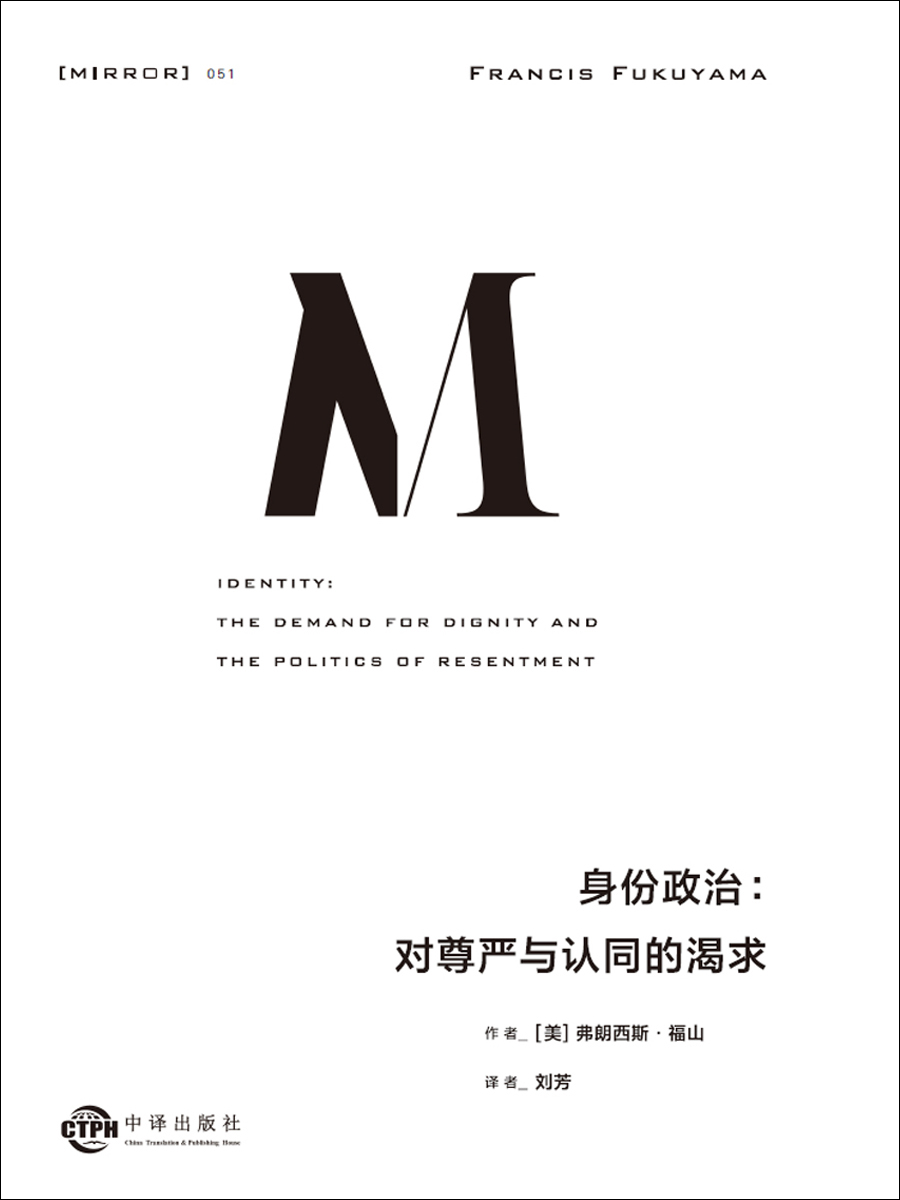 [MIRROR] 051
FRANCIS FUKUYAMA
M
IDENTITY:
THE DEMAND FOR DIGNITY AND
THE POLITICS OF RESENTMENT
身份政治：
对尊严与认同的渴求
作者_ [美] 弗朗西斯·福山
译者_ 刘芳
CTPH 中译出版社
China Translation & Publishing House